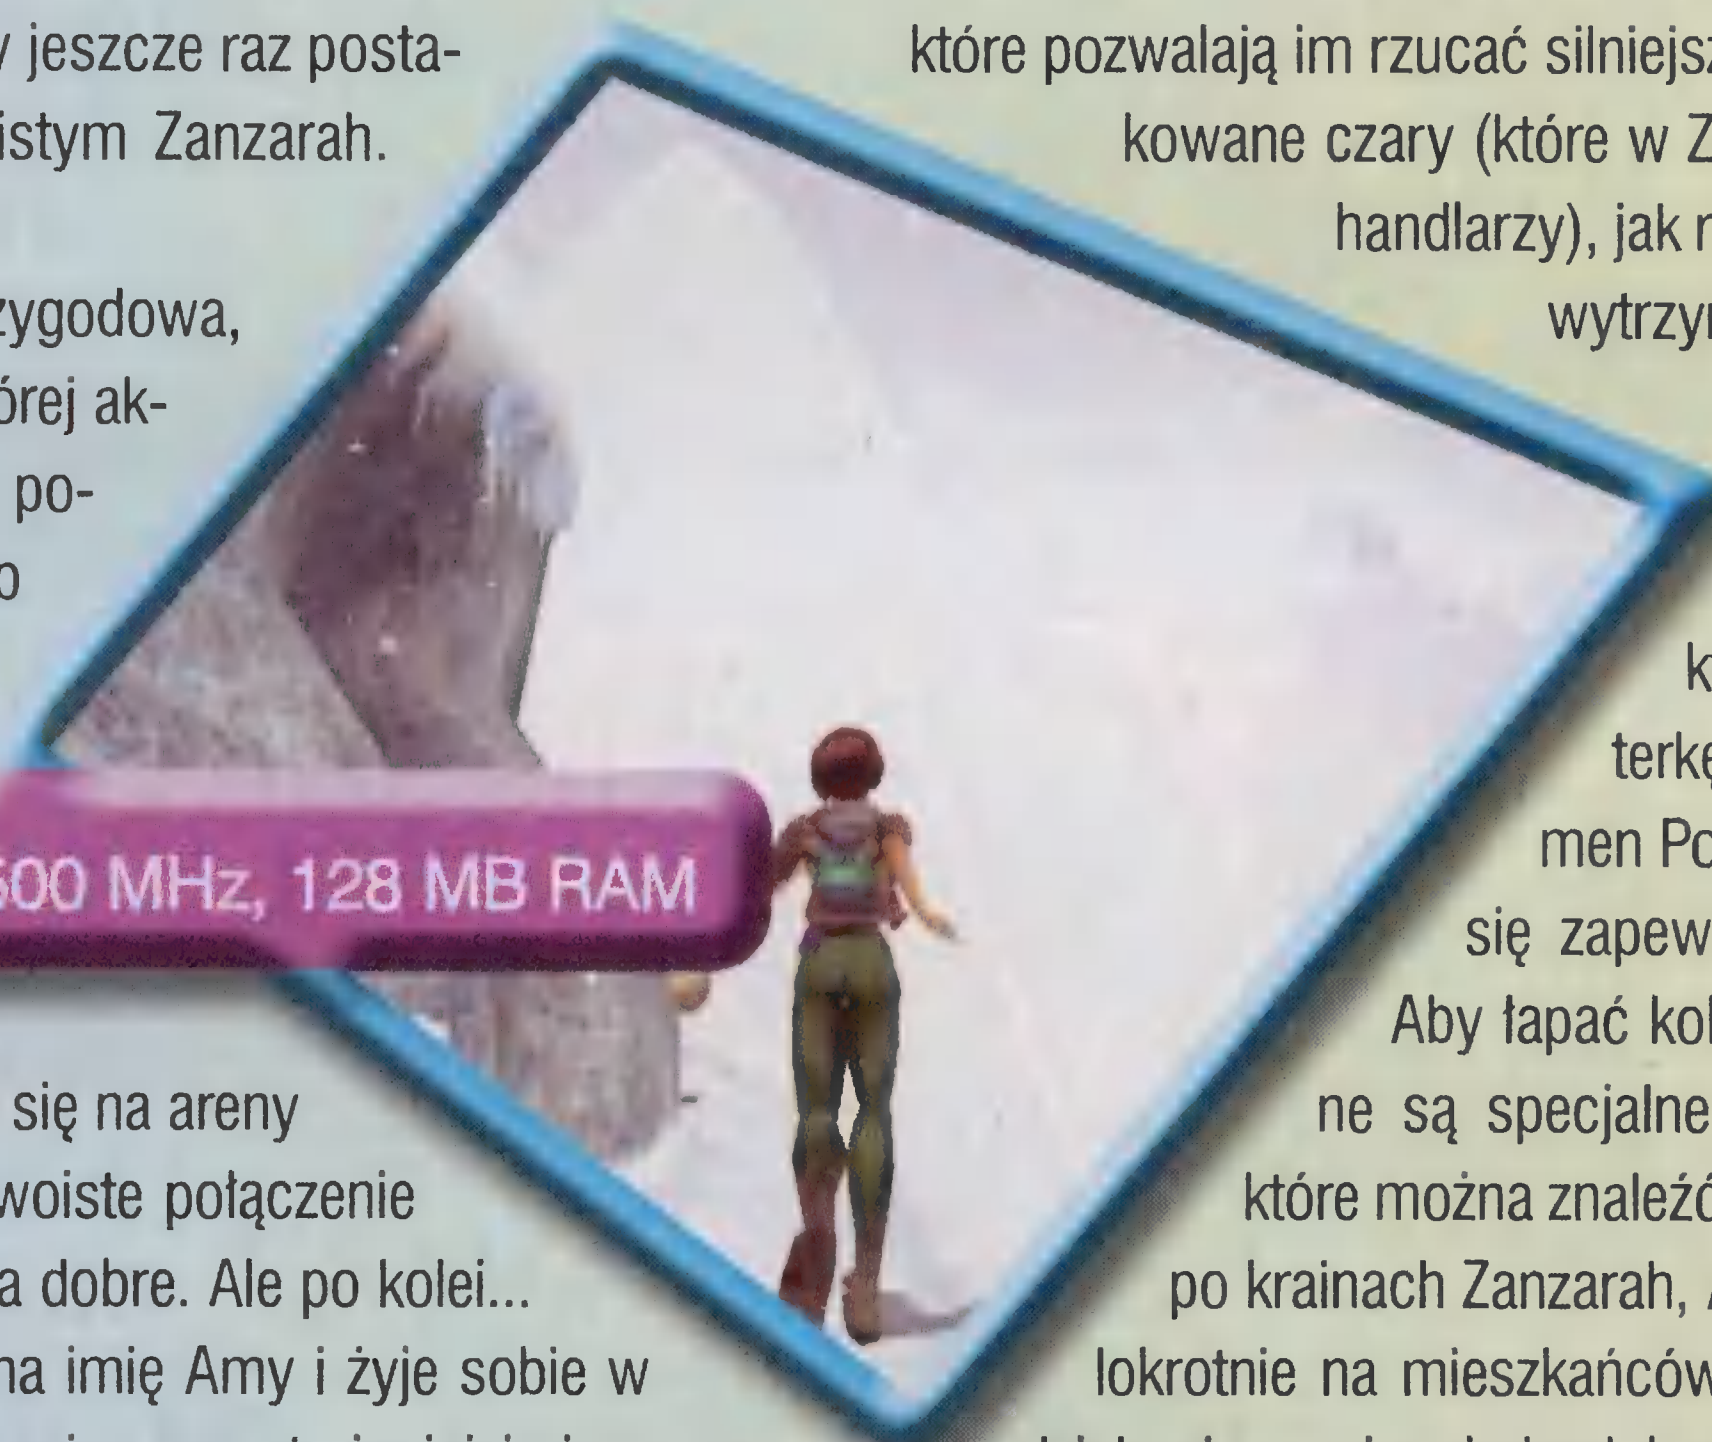 jeszcze raz posta-
istym Zanzarah.
zygodowa,
órej ak-
po-
o
500 MHz, 128 MB RAM
się na areny
woiste połączenie
a dobre. Ale po kolei...
na imię Amy i żyje sobie w
które pozwalają im rzucać silniejsz
kowane czary (które w Z
handlarzy), jak
wytrzy
k
terkę
men Po
się zapew
Aby łapać kol
ne są specjalne
które można znaleźć
po krainach Zanzarah,
lokrotnie na mieszkańców